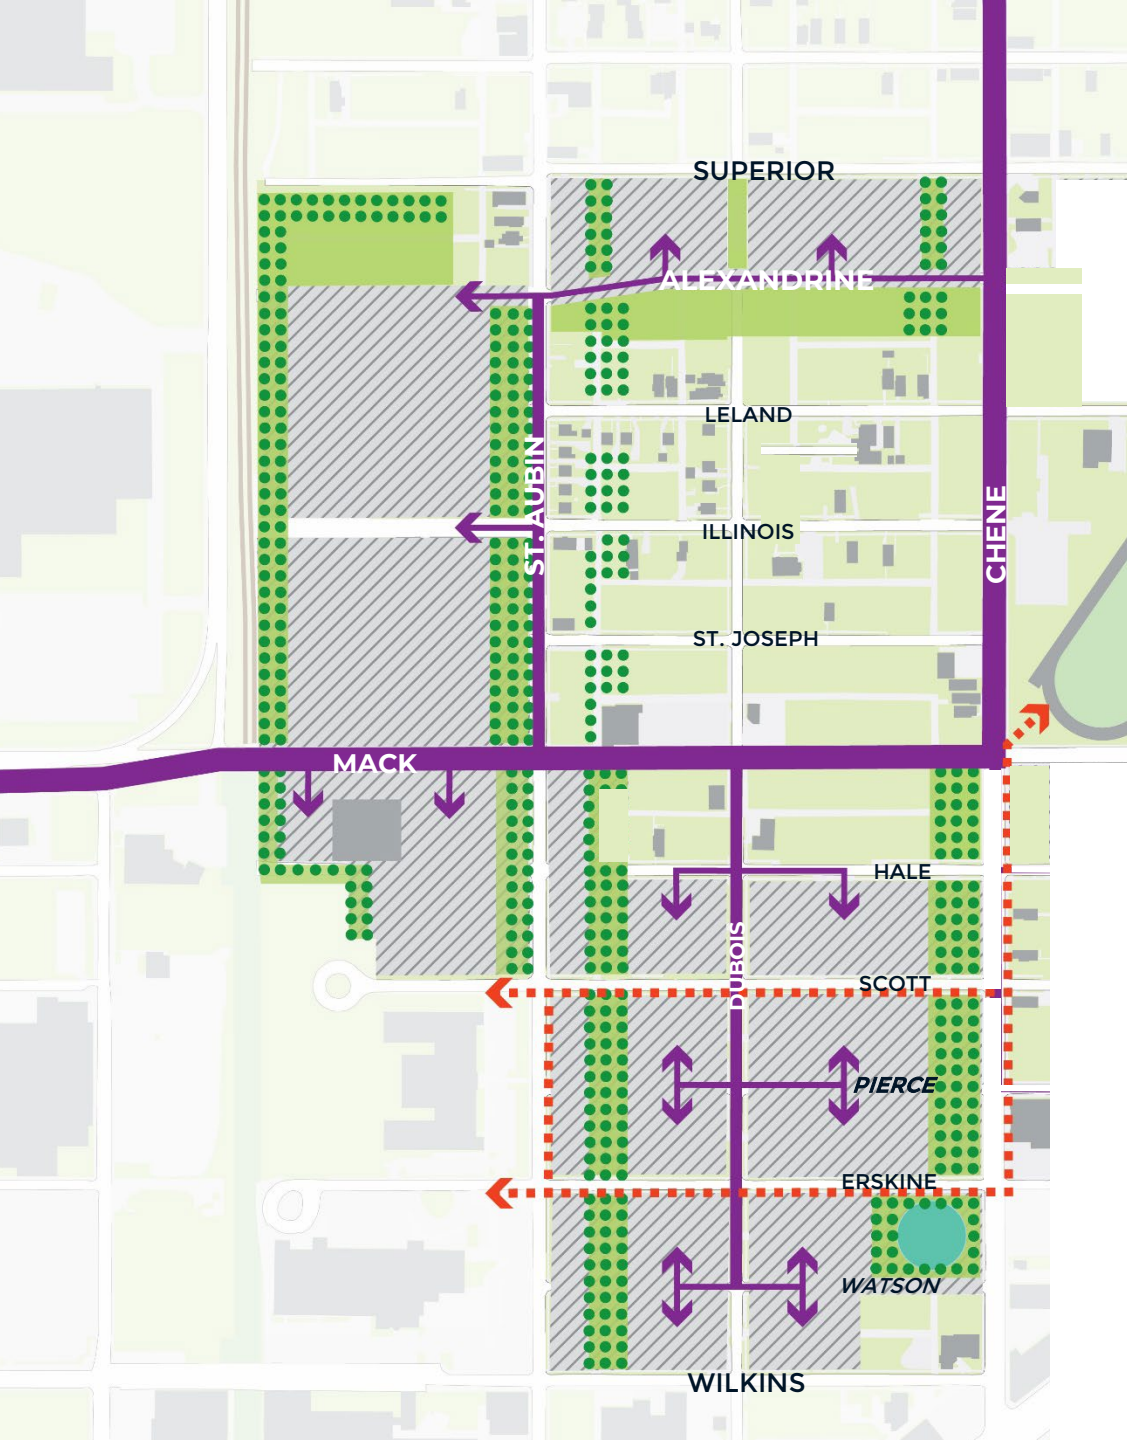 SUPERIOR
ALEXANDRINE
LELAND
ST. AUBIN
CHENE
ILLINOIS
ST. JOSEPH
MACK
HALE
DUBOIS
SCOTT
PIERCE
ERSKINE
WATSON
WILKINS